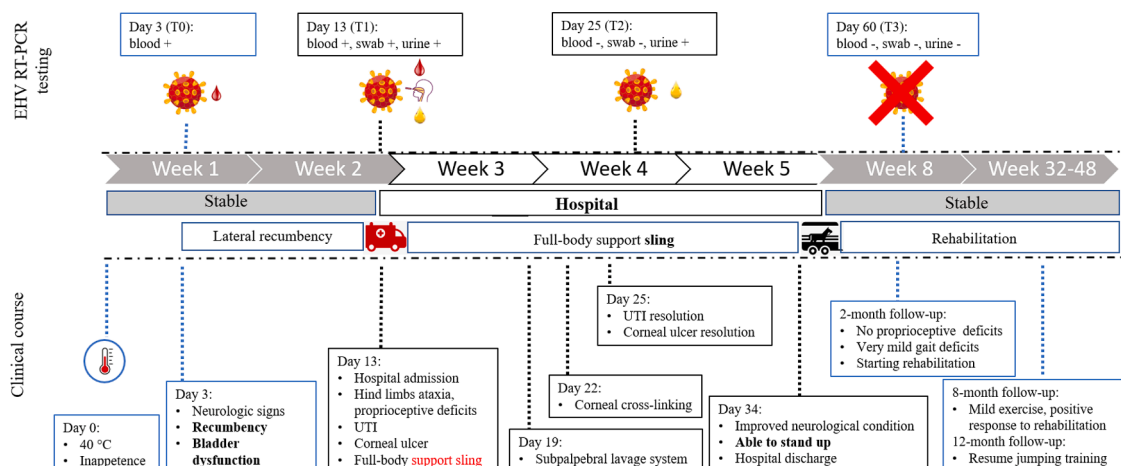 EHV RT-PCR
testing
Day 3 (T0):
blood +
Day 13 (T1):
blood +, swab +, urine +
Day 25 (T2):
blood -, swab -, urine +
Day 60 (T3):
blood -, swab -, urine -
Week 1
Week 2
Week 3
Week 4
Week 5
Week 8
Week 32-48
Stable
Hospital
Stable
Lateral recumbency
Full-body support sling
Rehabilitation
Clinical course
Day 0:
• 40 °C
• Inappetence
Day 3:
• Neurologic signs
• Recumbency
• Bladder
dysfunction
Day 13:
• Hospital admission
• Hind limbs ataxia,
proprioceptive deficits
• UTI
• Corneal ulcer
• Full-body support sling
Day 19:
• Subpalpebral lavage system
Day 22:
• Corneal cross-linking
Day 25:
• UTI resolution
• Corneal ulcer resolution
Day 34:
• Improved neurological condition
• Able to stand up
• Hospital discharge
2-month follow-up:
• No proprioceptive deficits
• Very mild gait deficits
• Starting rehabilitation
8-month follow-up:
• Mild exercise, positive
response to rehabilitation
12-month follow-up:
• Resume jumping training